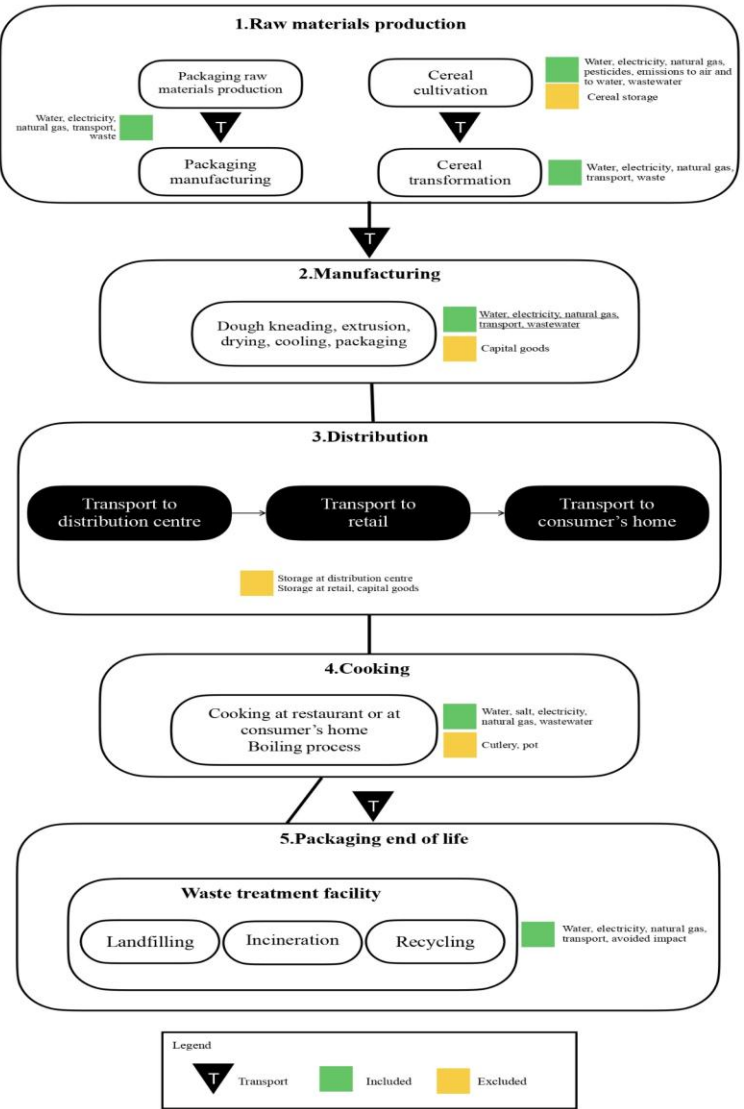 1.Raw materials production
Packaging raw
materials production
Cereal
cultivation
Water, electricity, natural gas,
pesticides, emissions to air and
to water, wastewater
Cereal storage
Water, electricity,
natural gas, transport,
waste
T
T
Packaging
manufacturing
Cereal
transformation
Water, electricity, natural gas,
transport, waste
T
2.Manufacturing
Dough kneading, extrusion,
drying, cooling, packaging
Water, electricity, natural gas,
transport, wastewater
Capital goods
3.Distribution
Transport to
distribution centre
Transport to
retail
Transport to
consumer's home
Storage at distribution centre
Storage at retail, capital goods
4.Cooking
Cooking at restaurant or at
consumer's home
Boiling process
Water, salt, electricity,
natural gas, wastewater
Cutlery, pot
T
5.Packaging end of life
Waste treatment facility
Landfilling
Incineration
Recycling
Water, electricity, natural gas,
transport, avoided impact
Legend
T
Transport
Included
Excluded